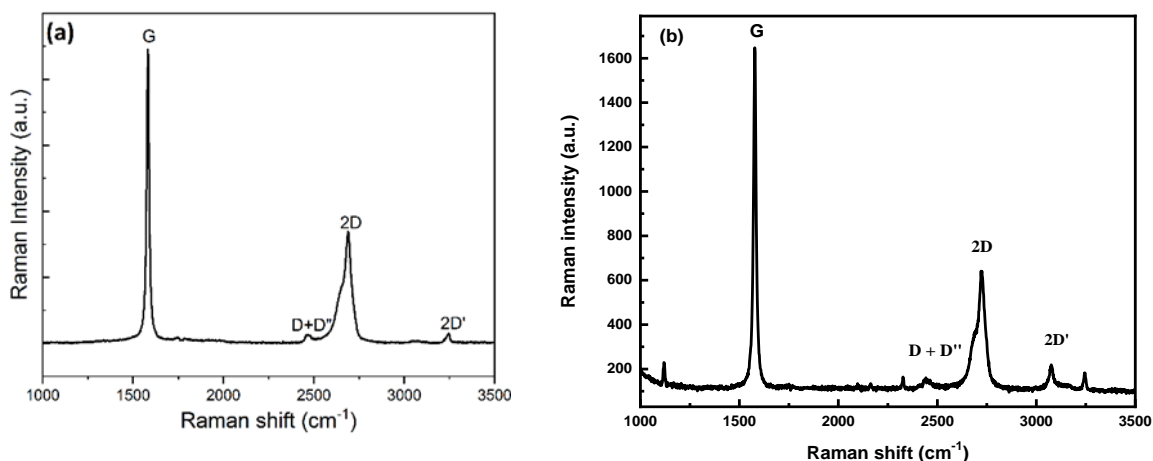 (a)
G
2D
D+D"
2D'
Raman Intensity (a.u.)
1000 1500 2000 2500 3000 3500
Raman shift (cm-1)
(b)
G
2D
D + D''
2D'
1600
1400
1200
1000
800
600
400
200
Raman intensity (a.u.)
1000 1500 2000 2500 3000 3500
Raman shift (cm-1)